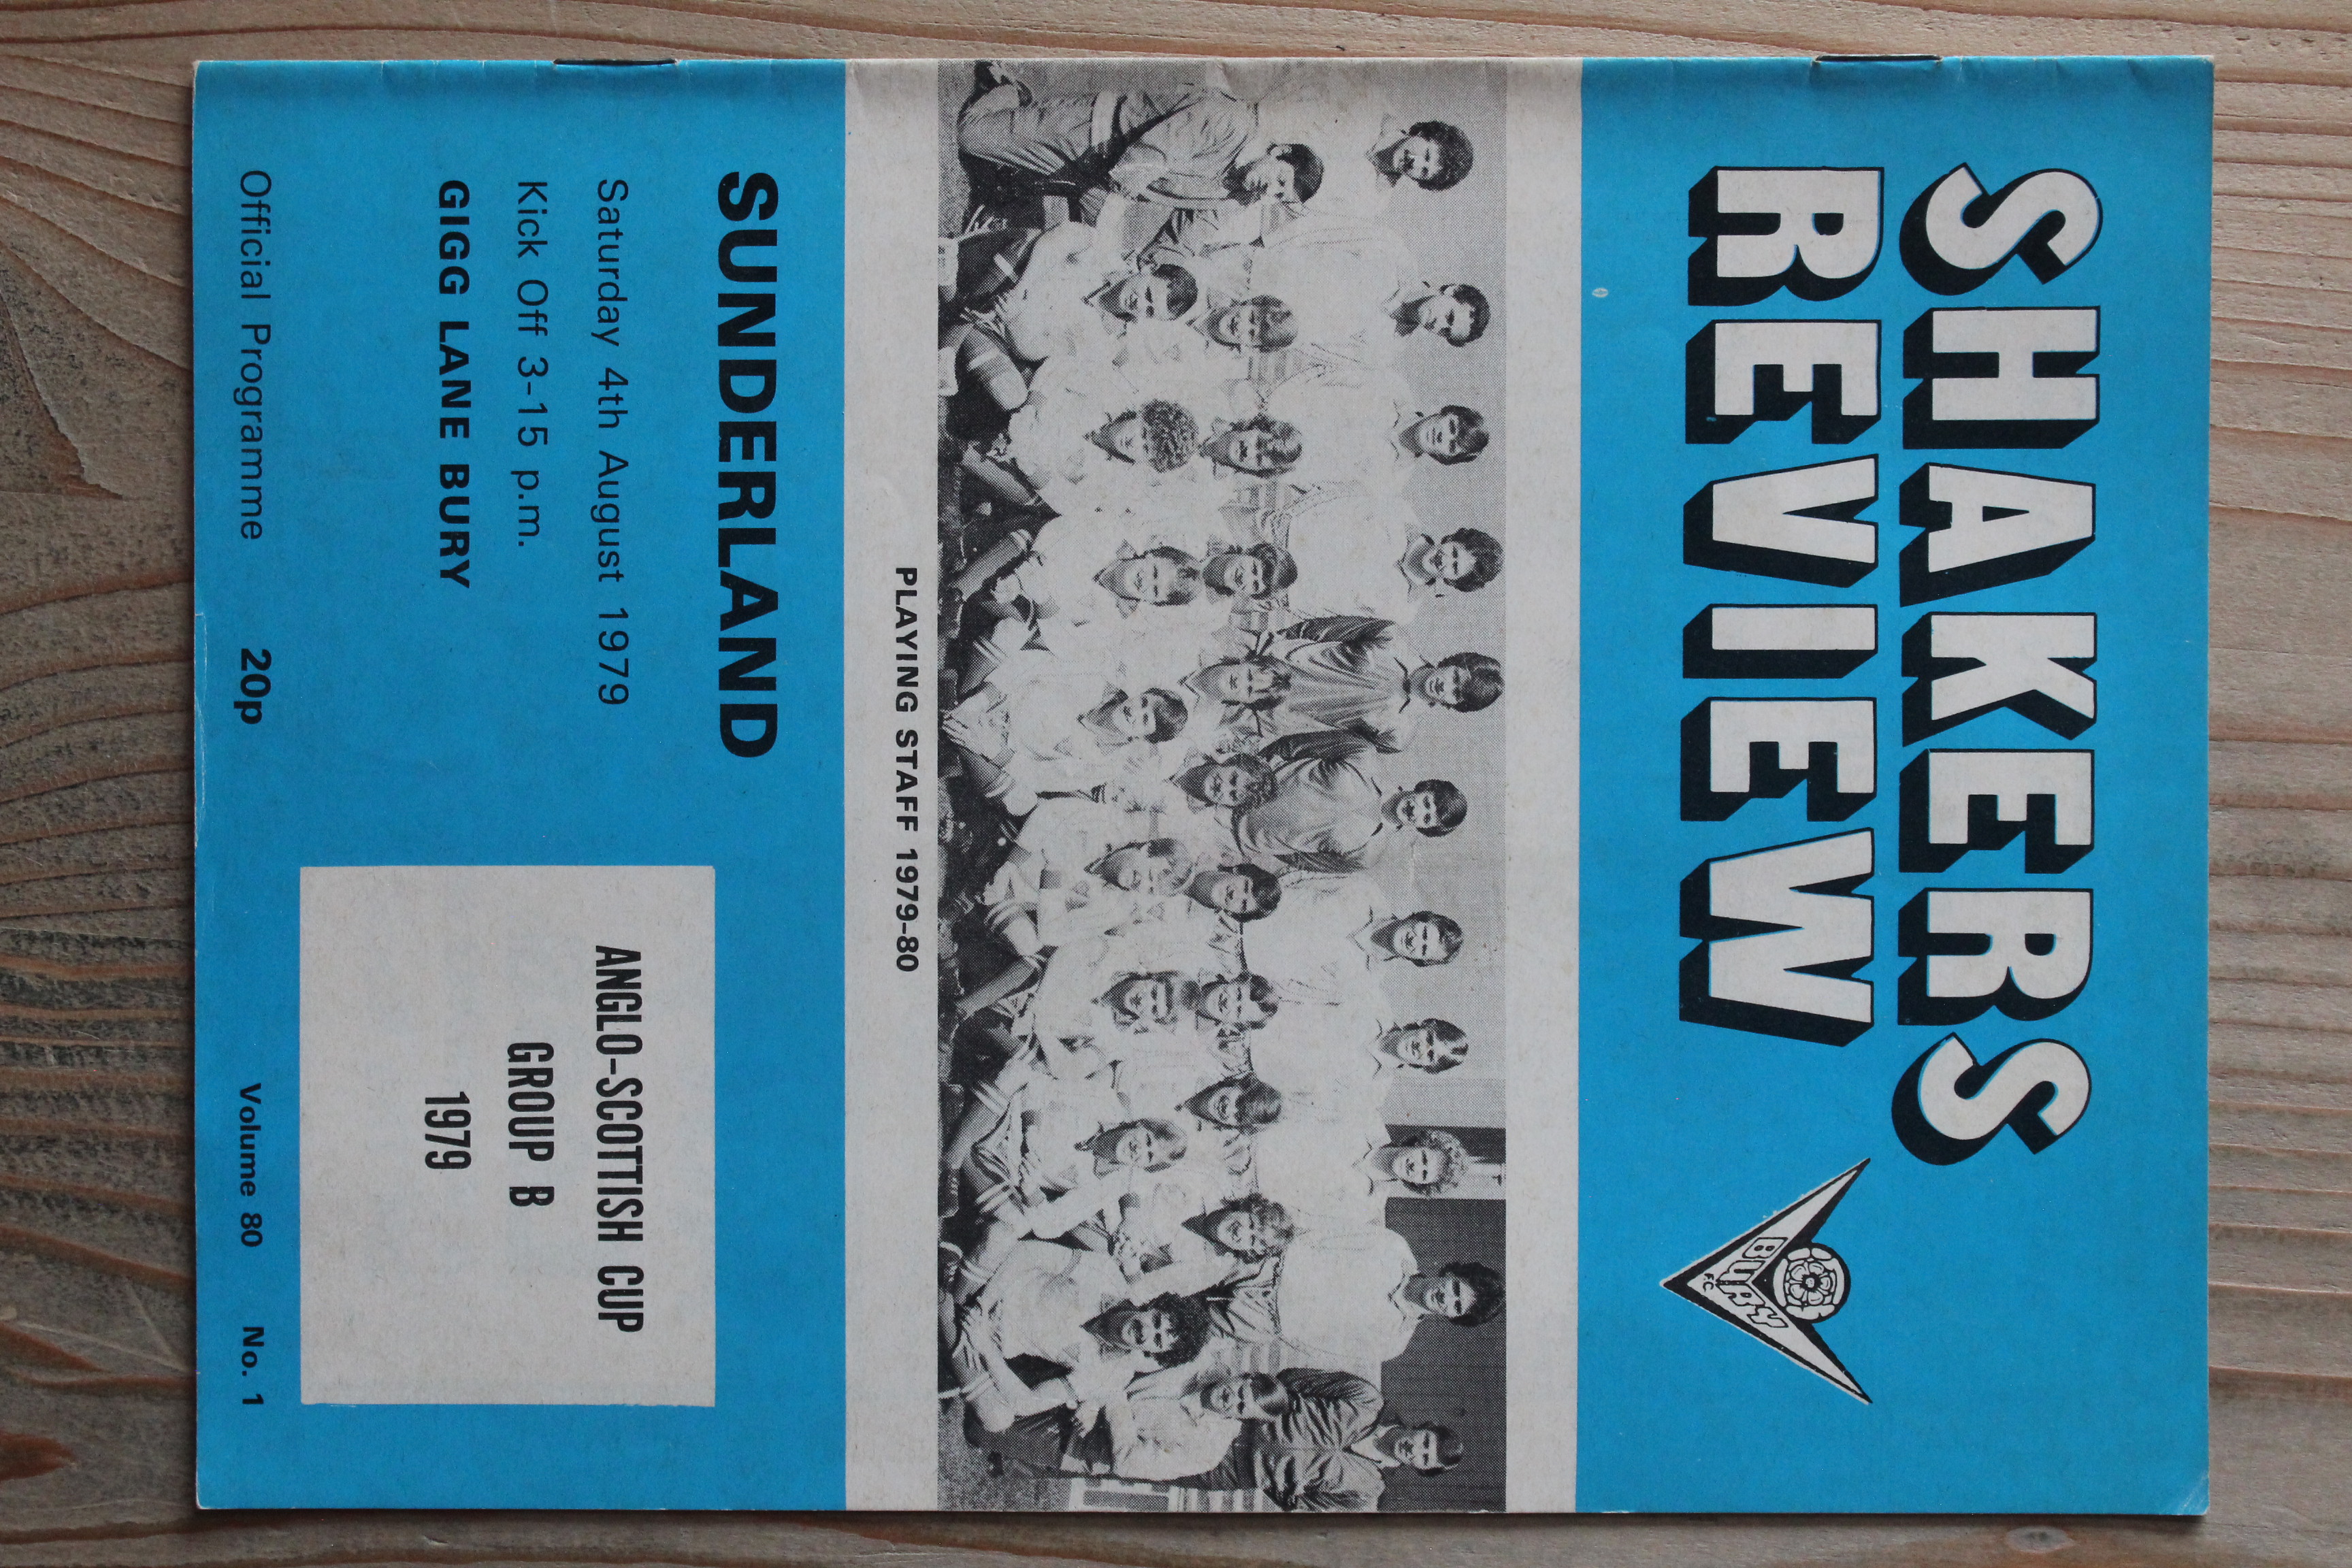 SHAKERS
REVIEW
BURY
F.C.
PLAYING STAFF 1979-80
SUNDERLAND
Saturday 4th August 1979
Kick Off 3-15 p.m.
GIGG LANE BURY
ANGLO-SCOTTISH CUP
GROUP B
1979
Official Programme 20p Volume 80 No. 1